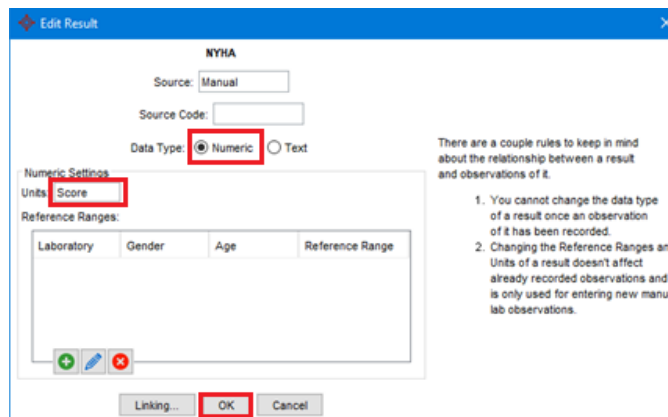 Edit Result
NYHA
Source: Manual
Source Code:
Data Type: Numeric Text
Numeric Settings
Units: Score
Reference Ranges:
Laboratory Gender Age Reference Range
Linking... OK Cancel
There are a couple rules to keep in mind
about the relationship between a result
and observations of it.
1. You cannot change the data type
of a result once an observation
of it has been recorded.
2. Changing the Reference Ranges an
Units of a result doesn't affect
already recorded observations and
is only used for entering new manu
lab observations.